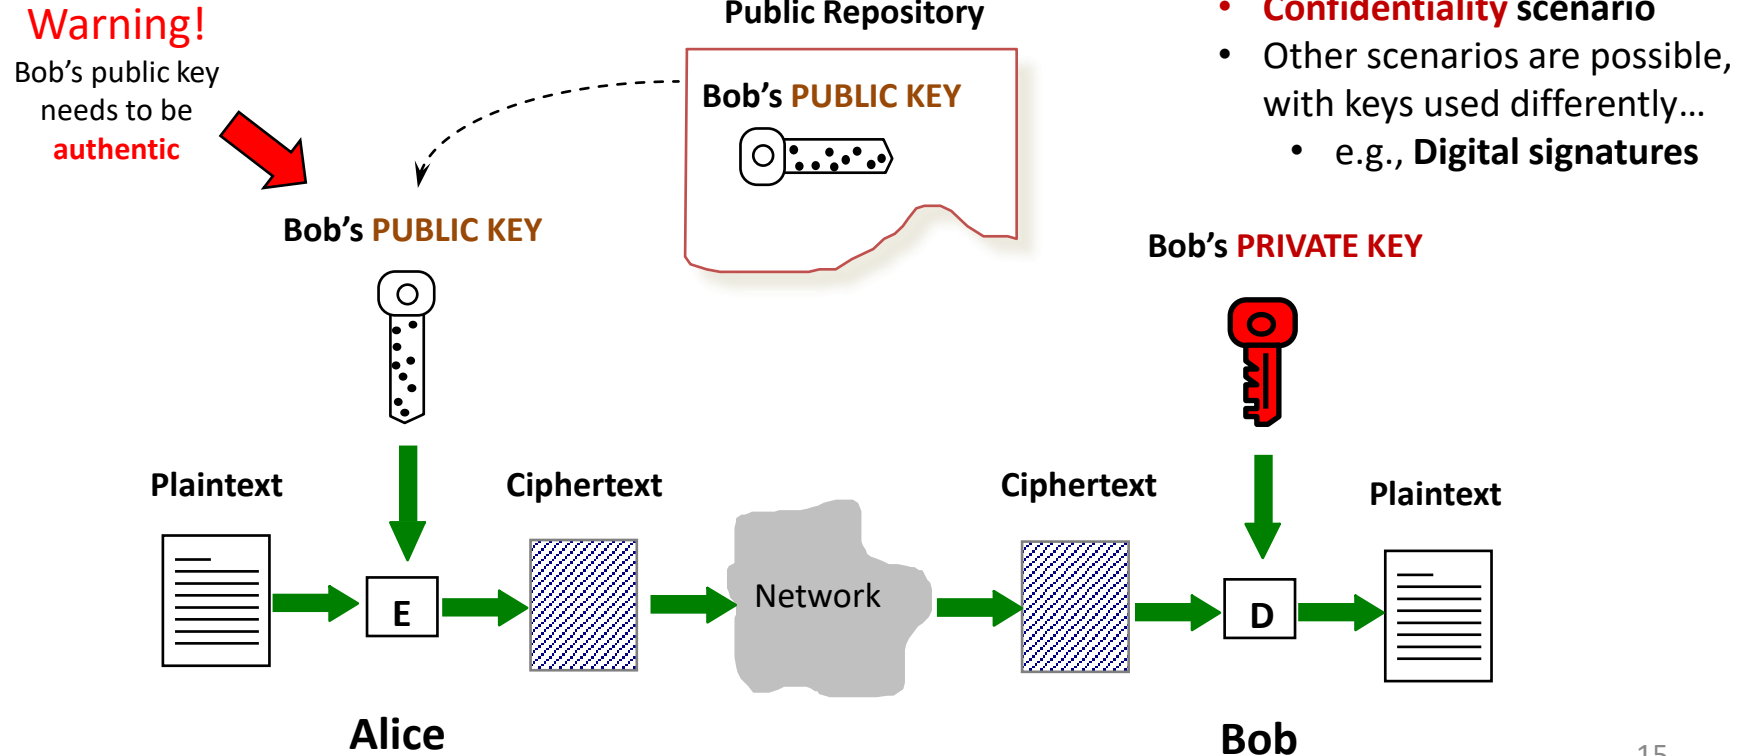 Warning!
Bob’s public key
needs to be
authentic
Public Repository
Bob’s PUBLIC KEY
• Confidentiality scenario
• Other scenarios are possible,
with keys used differently…
• e.g., Digital signatures
Bob’s PUBLIC KEY
Bob’s PRIVATE KEY
Plaintext
Ciphertext
Ciphertext
Plaintext
E
Network
D
Alice
Bob
15